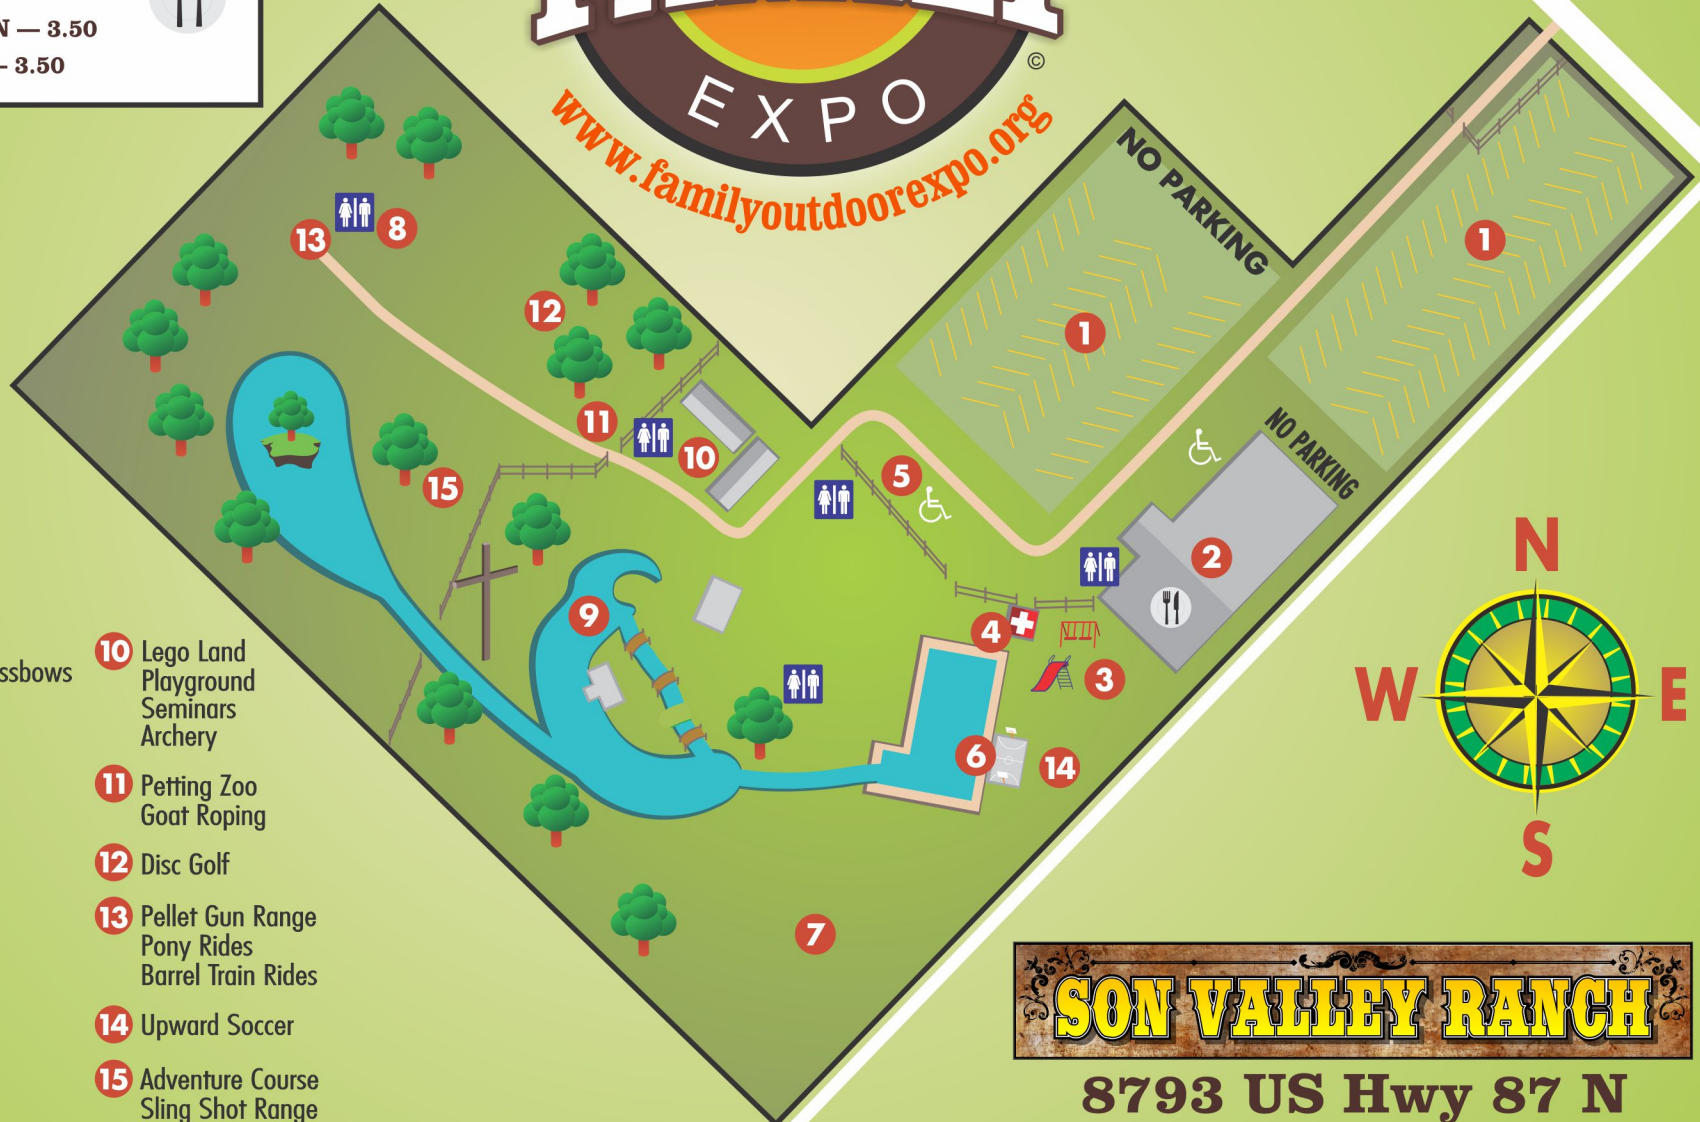 N — 3.50
- 3.50
EXPO
©
www.familyoutdoorexpo.org
NO PARKING
1
1
13
8
12
11
10
5
15
NO PARKING
2
9
4
3
6
14
7
N
W
E
S
ssbows
10 Lego Land
Playground
Seminars
Archery
11 Petting Zoo
Goat Roping
12 Disc Golf
13 Pellet Gun Range
Pony Rides
Barrel Train Rides
14 Upward Soccer
15 Adventure Course
Sling Shot Range
SON VALLEY RANCH
8793 US Hwy 87 N